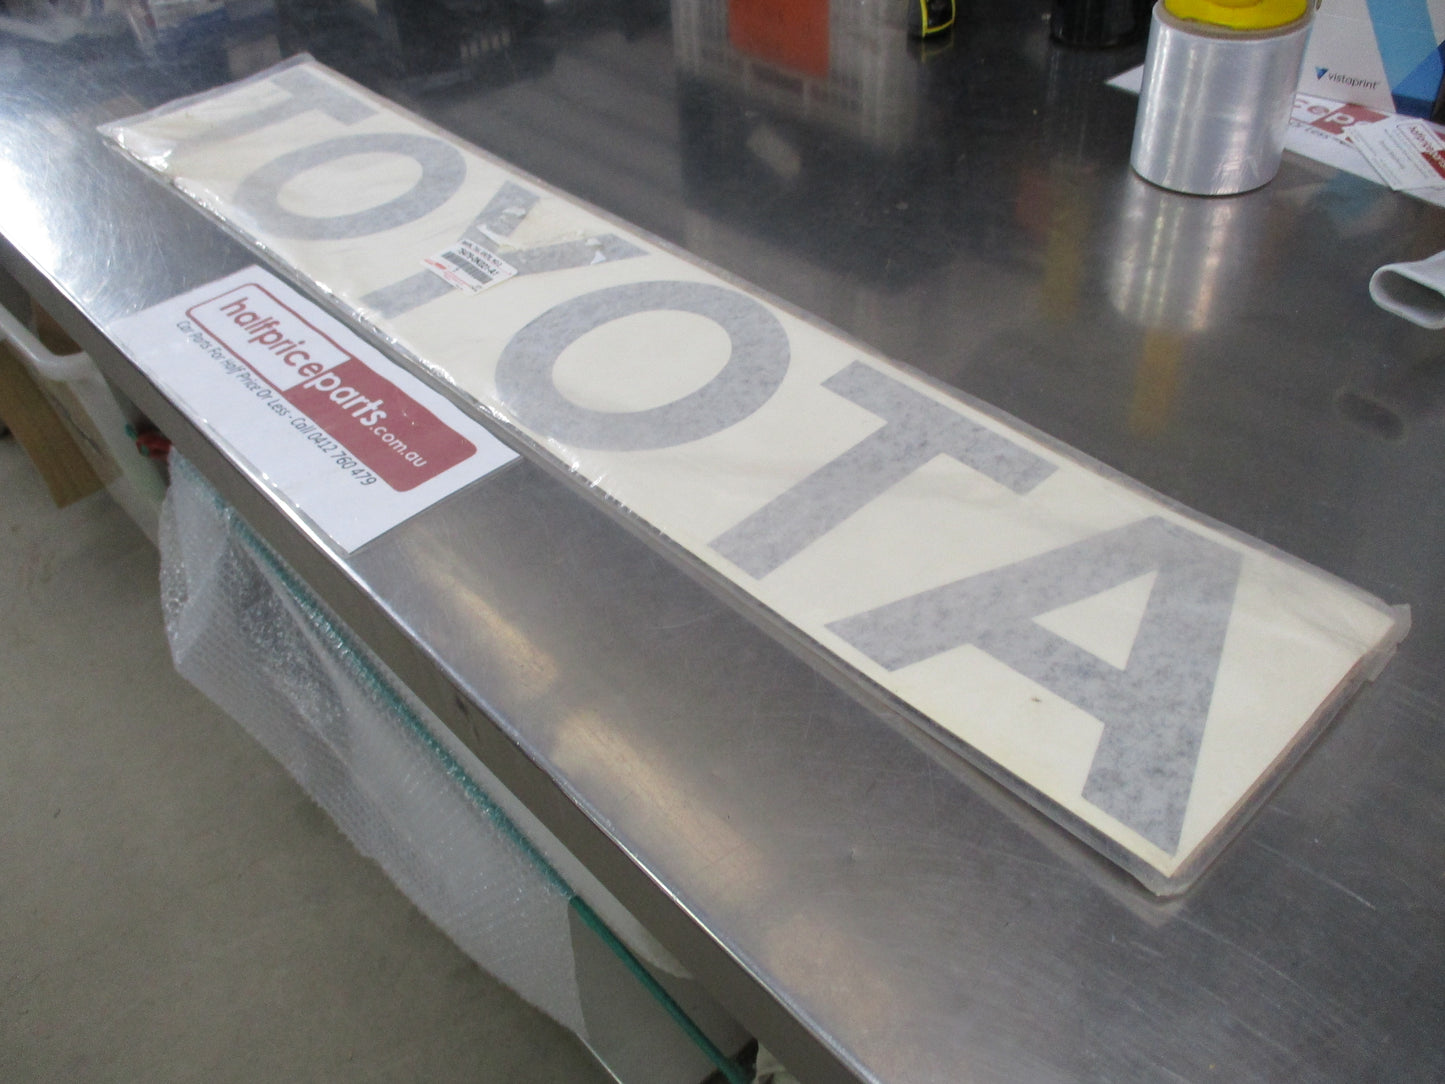 TOYOTA
halfpriceparts.com.au
Car Parts For Half Price Or Less - Call 0412 760 479
vistaprint